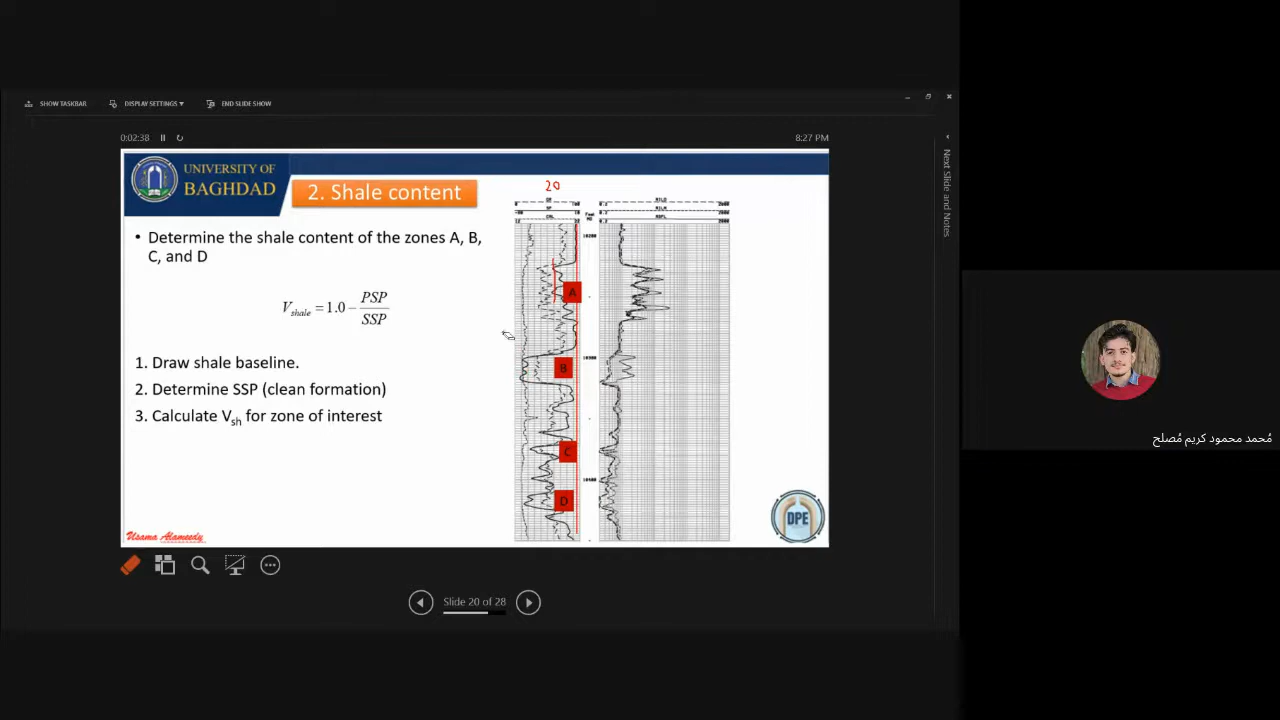 SHOW TASKBAR DISPLAY SETTINGS ▾ END SLIDE SHOW
0:02:38
8:27 PM
Next Slide and Notes
UNIVERSITY OF
BAGHDAD
2. Shale content
• Determine the shale content of the zones A, B,
C, and D
V shale = 1.0 − PSP / SSP
1. Draw shale baseline.
2. Determine SSP (clean formation)
3. Calculate Vsh for zone of interest
20
A
B
C
D
DPE
Usama Alameedy
Slide 20 of 28
مُحمد محمود كريم مُصلح